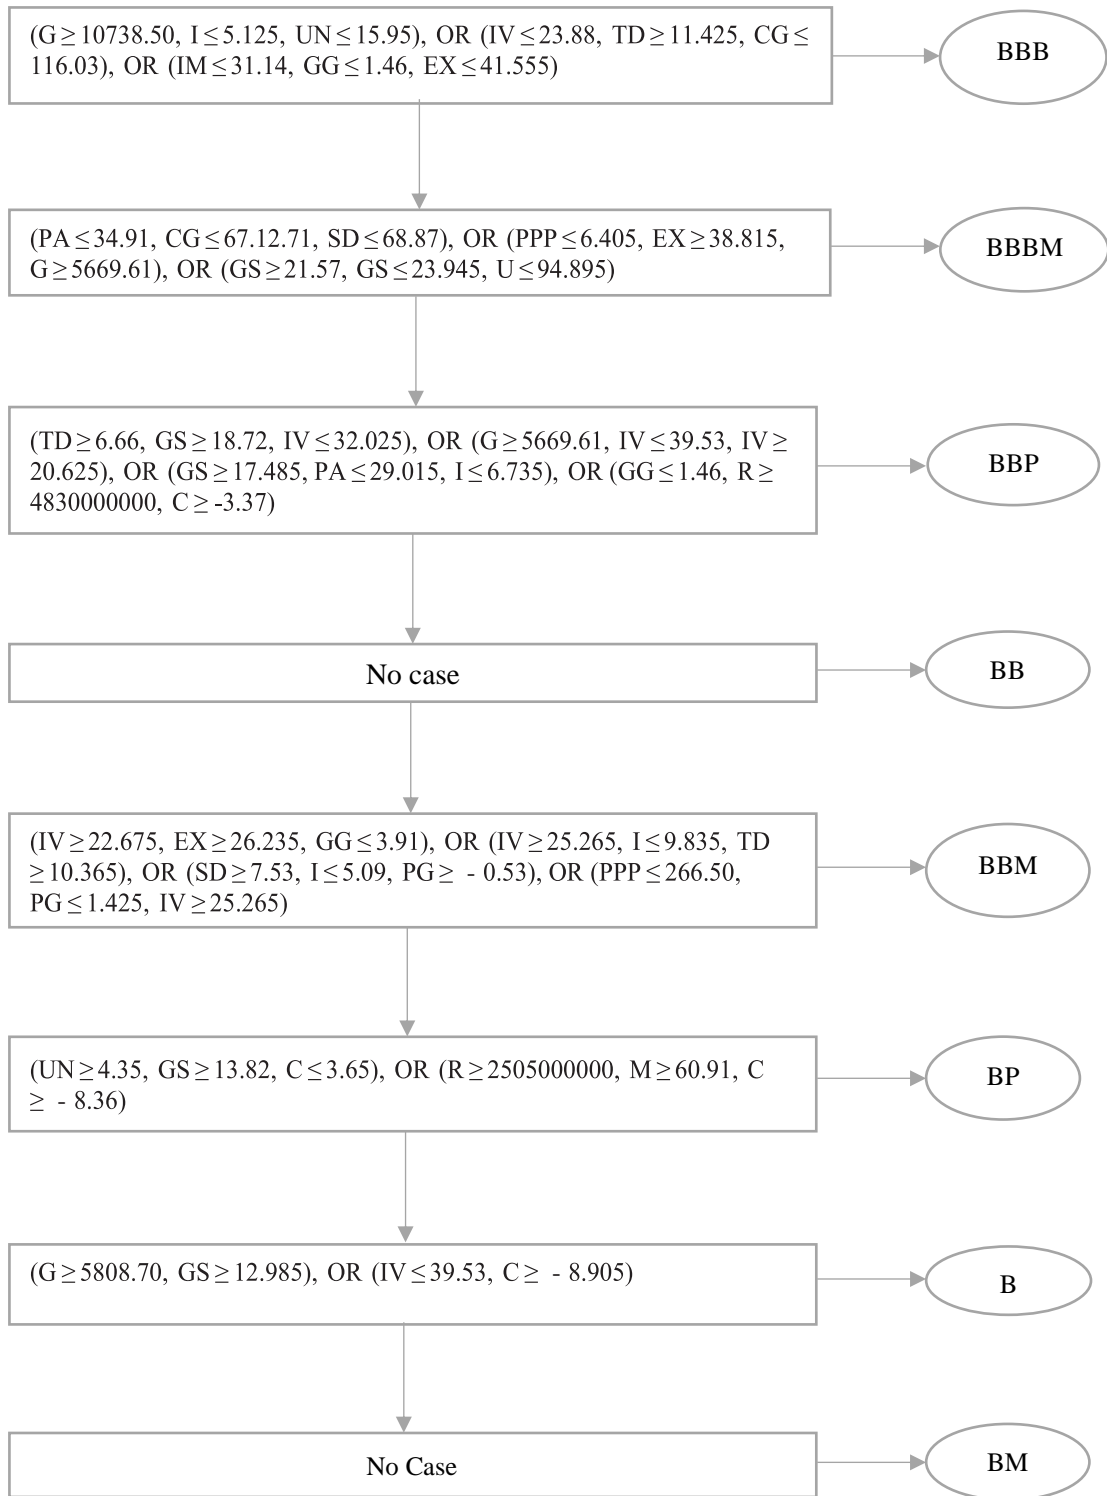 (G ≥ 10738.50, I ≤ 5.125, UN ≤ 15.95), OR (IV ≤ 23.88, TD ≥ 11.425, CG ≤
116.03), OR (IM ≤ 31.14, GG ≤ 1.46, EX ≤ 41.555)
BBB
(PA ≤ 34.91, CG ≤ 67.12.71, SD ≤ 68.87), OR (PPP ≤ 6.405, EX ≥ 38.815,
G ≥ 5669.61), OR (GS ≥ 21.57, GS ≤ 23.945, U ≤ 94.895)
BBBM
(TD ≥ 6.66, GS ≥ 18.72, IV ≤ 32.025), OR (G ≥ 5669.61, IV ≤ 39.53, IV ≥
20.625), OR (GS ≥ 17.485, PA ≤ 29.015, I ≤ 6.735), OR (GG ≤ 1.46, R ≥
4830000000, C ≥ -3.37)
BBP
No case
BB
(IV ≥ 22.675, EX ≥ 26.235, GG ≤ 3.91), OR (IV ≥ 25.265, I ≤ 9.835, TD
≥ 10.365), OR (SD ≥ 7.53, I ≤ 5.09, PG ≥ - 0.53), OR (PPP ≤ 266.50,
PG ≤ 1.425, IV ≥ 25.265)
BBM
(UN ≥ 4.35, GS ≥ 13.82, C ≤ 3.65), OR (R ≥ 2505000000, M ≥ 60.91, C
≥ - 8.36)
BP
(G ≥ 5808.70, GS ≥ 12.985), OR (IV ≤ 39.53, C ≥ - 8.905)
B
No Case
BM